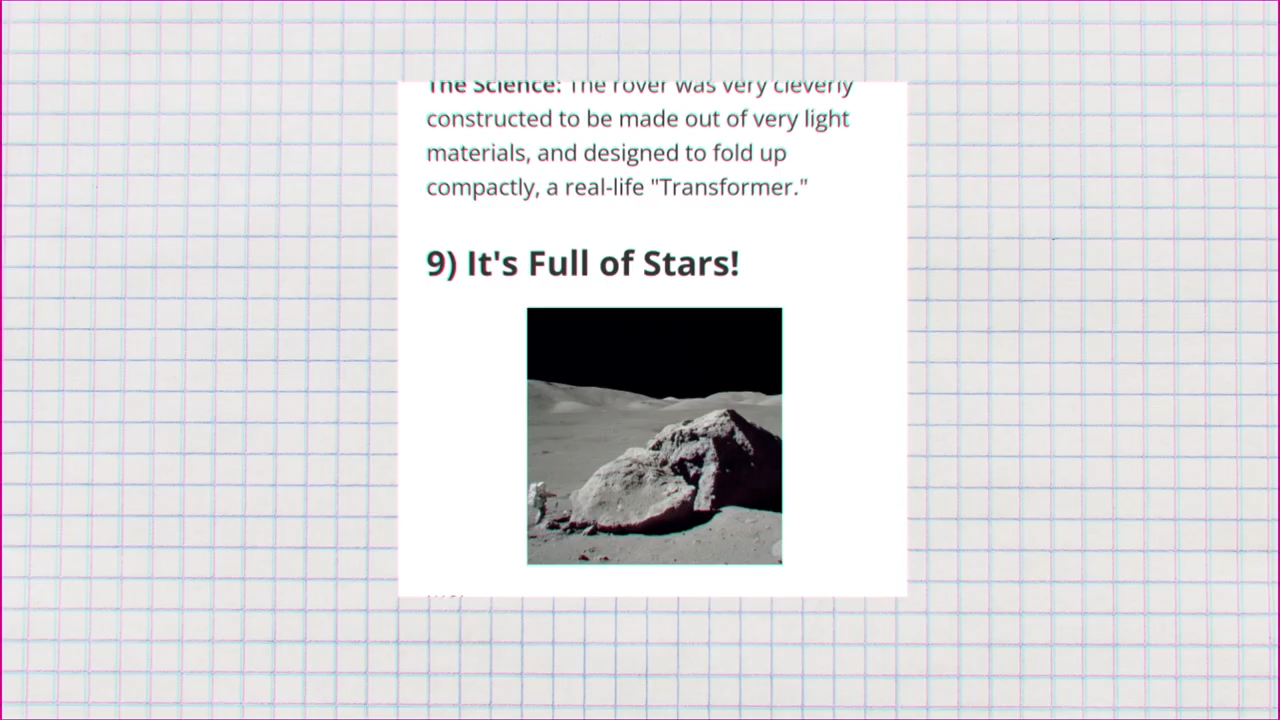 The Science: The rover was very cleverly
constructed to be made out of very light
materials, and designed to fold up
compactly, a real-life "Transformer."
9) It's Full of Stars!